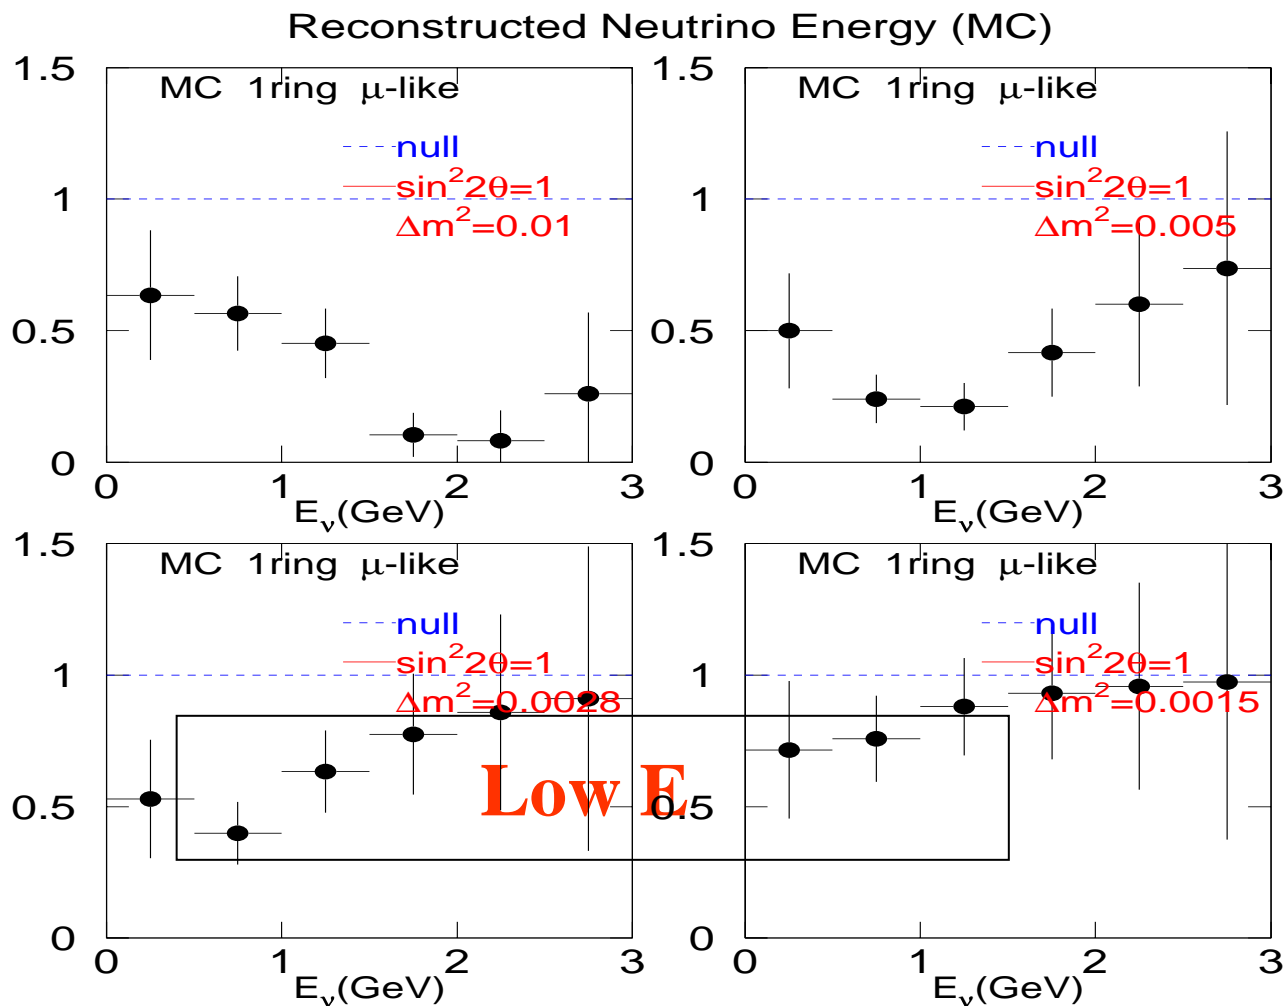 Reconstructed Neutrino Energy (MC)
1.5
MC 1ring μ-like
null
sin²2θ=1
Δm²=0.01
1
0.5
0
0 1 2 3
Eν(GeV)
1.5
MC 1ring μ-like
null
sin²2θ=1
Δm²=0.005
1
0.5
0
0 1 2 3
Eν(GeV)
1.5
MC 1ring μ-like
null
sin²2θ=1
Δm²=0.0028
1
0.5
0
0 1 2 3
Eν(GeV)
Low E
1.5
MC 1ring μ-like
null
sin²2θ=1
Δm²=0.0015
1
0.5
0
0 1 2 3
Eν(GeV)